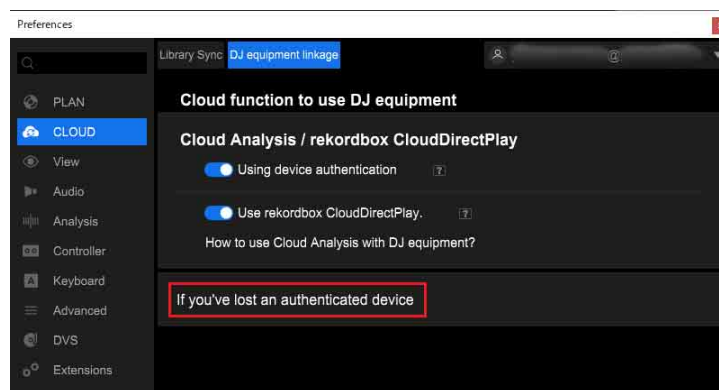 Preferences
Library Sync DJ equipment linkage @
PLAN
CLOUD
View
Audio
Analysis
Controller
Keyboard
Advanced
DVS
Extensions
Cloud function to use DJ equipment
Cloud Analysis / rekordbox CloudDirectPlay
Using device authentication ?
Use rekordbox CloudDirectPlay. ?
How to use Cloud Analysis with DJ equipment?
If you've lost an authenticated device